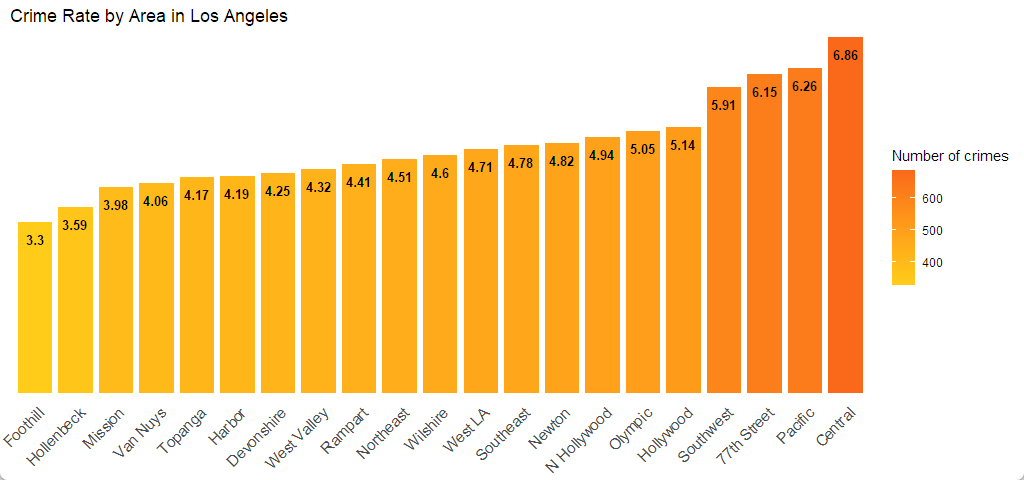 Crime Rate by Area in Los Angeles
6.86
6.26
6.15
5.91
5.14
5.05
4.94
4.82
4.78
4.71
4.6
4.51
4.41
4.32
4.25
4.19
4.17
4.06
3.98
3.59
3.3
Number of crimes
600
500
400
Foothill
Hollenbeck
Mission
Van Nuys
Topanga
Harbor
Devonshire
West Valley
Rampart
Northeast
Wilshire
West LA
Southeast
Newton
N Hollywood
Olympic
Hollywood
Southwest
77th Street
Pacific
Central